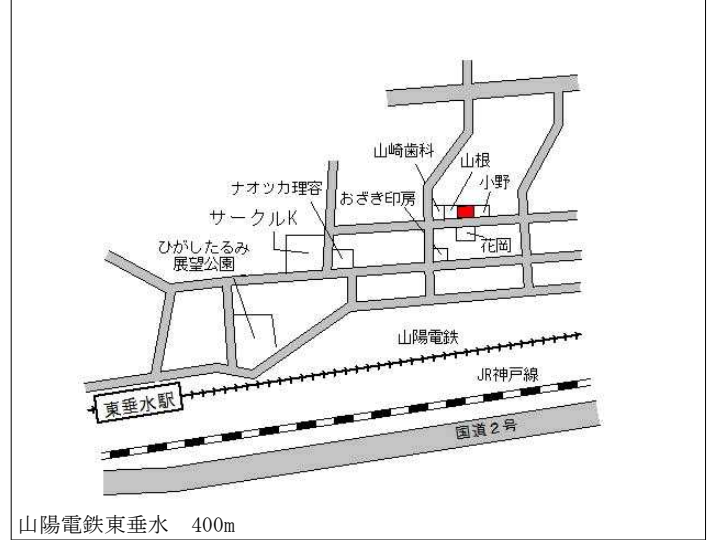 山崎歯科
山根
小野
ナオツカ理容
おざき印房
サークルK
花岡
ひがしたるみ
展望公園
山陽電鉄
JR神戸線
東垂水駅
国道2号
山陽電鉄東垂水　400m